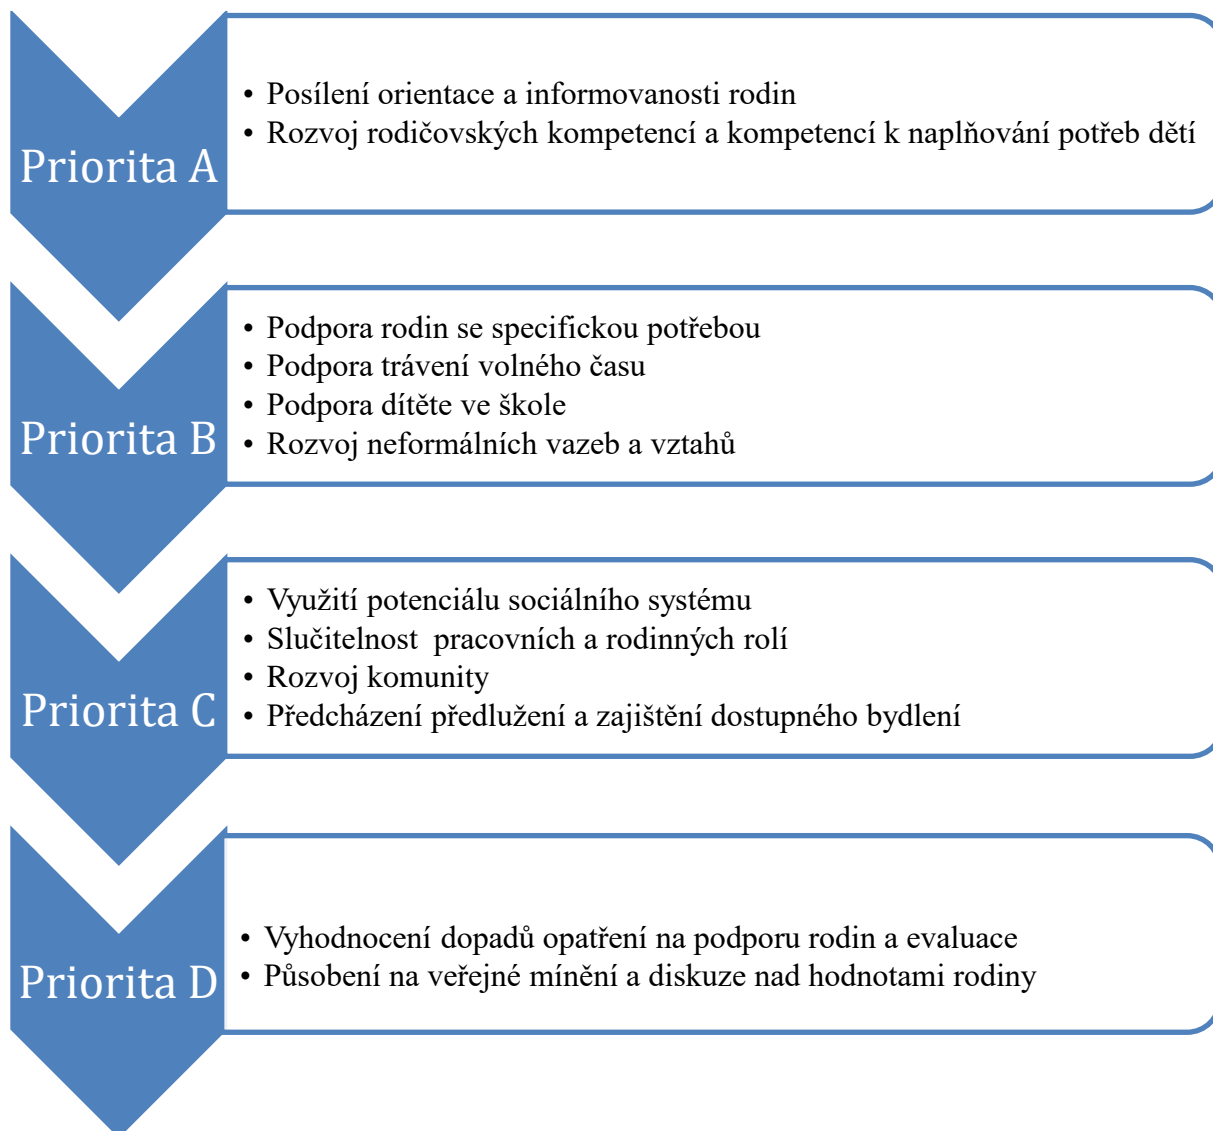 Priorita A
• Posílení orientace a informovanosti rodin
• Rozvoj rodičovských kompetencí a kompetencí k naplňování potřeb dětí
Priorita B
• Podpora rodin se specifickou potřebou
• Podpora trávení volného času
• Podpora dítěte ve škole
• Rozvoj neformálních vazeb a vztahů
Priorita C
• Využití potenciálu sociálního systému
• Slučitelnost  pracovních a rodinných rolí
• Rozvoj komunity
• Předcházení předlužení a zajištění dostupného bydlení
Priorita D
• Vyhodnocení dopadů opatření na podporu rodin a evaluace
• Působení na veřejné mínění a diskuze nad hodnotami rodiny